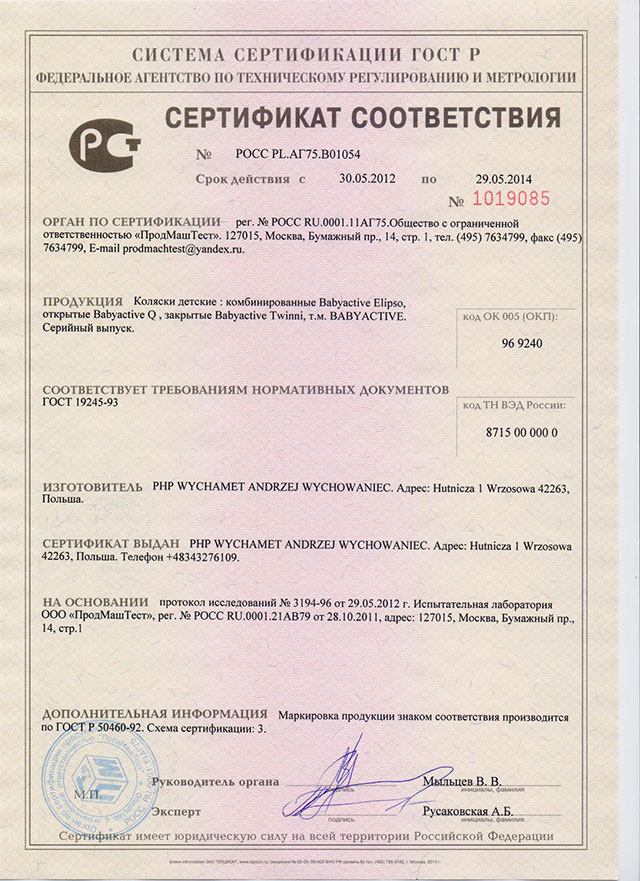 СИСТЕМА СЕРТИФИКАЦИИ ГОСТ Р
ФЕДЕРАЛЬНОЕ АГЕНТСТВО ПО ТЕХНИЧЕСКОМУ РЕГУЛИРОВАНИЮ И МЕТРОЛОГИИ
СЕРТИФИКАТ СООТВЕТСТВИЯ
№ РОСС PL.АГ75.В01054
Срок действия с 30.05.2012 по 29.05.2014
№ 1019085
ОРГАН ПО СЕРТИФИКАЦИИ рег. № РОСС RU.0001.11АГ75.Общество с ограниченной
ответственностью «ПродМашТест». 127015, Москва, Бумажный пр., 14, стр. 1, тел. (495) 7634799, факс (495)
7634799, E-mail prodmachtest@yandex.ru.
ПРОДУКЦИЯ Коляски детские : комбинированные Babyactive Elipso,
открытые Babyactive Q , закрытые Babyactive Twinni, т.м. BABYACTIVE.
Серийный выпуск.
код ОК 005 (ОКП):
96 9240
СООТВЕТСТВУЕТ ТРЕБОВАНИЯМ НОРМАТИВНЫХ ДОКУМЕНТОВ
ГОСТ 19245-93
код ТН ВЭД России:
8715 00 000 0
ИЗГОТОВИТЕЛЬ PHP WYCHAMET ANDRZEJ WYCHOWANIEC. Адрес: Hutnicza 1 Wrzosowa 42263,
Польша.
СЕРТИФИКАТ ВЫДАН PHP WYCHAMET ANDRZEJ WYCHOWANIEC. Адрес: Hutnicza 1 Wrzosowa
42263, Польша. Телефон +48343276109.
НА ОСНОВАНИИ протокол исследований № 3194-96 от 29.05.2012 г. Испытательная лаборатория
ООО «ПродМашТест», рег. № РОСС RU.0001.21АВ79 от 28.10.2011, адрес: 127015, Москва, Бумажный пр.,
14, стр.1
ДОПОЛНИТЕЛЬНАЯ ИНФОРМАЦИЯ Маркировка продукции знаком соответствия производится
по ГОСТ Р 50460-92. Схема сертификации: 3.
Руководитель органа Мыльцев В. В.
подпись инициалы, фамилия
М.П.
Эксперт Русаковская А.Б.
подпись инициалы, фамилия
Сертификат имеет юридическую силу на всей территории Российской Федерации